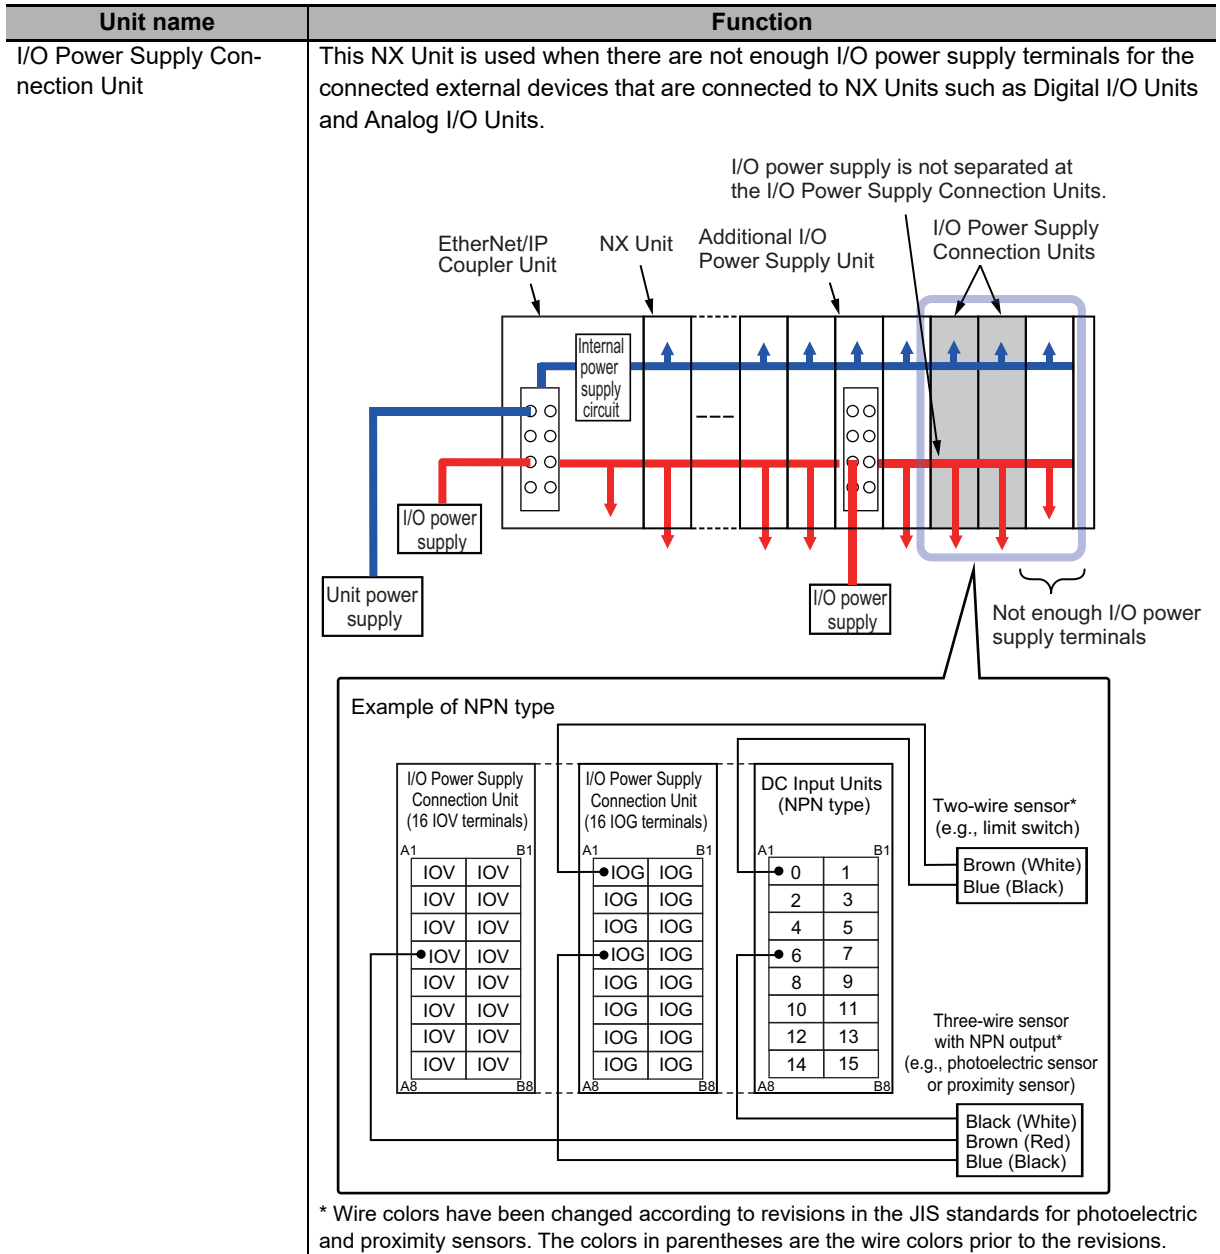 Unit name
Function
I/O Power Supply Con-
nection Unit
This NX Unit is used when there are not enough I/O power supply terminals for the
connected external devices that are connected to NX Units such as Digital I/O Units
and Analog I/O Units.
I/O power supply is not separated at
the I/O Power Supply Connection Units.
EtherNet/IP
Coupler Unit
NX Unit
Additional I/O
Power Supply Unit
I/O Power Supply
Connection Units
Internal
power
supply
circuit
I/O power
supply
Unit power
supply
I/O power
supply
Not enough I/O power
supply terminals
Example of NPN type
I/O Power Supply
Connection Unit
(16 IOV terminals)
A1 B1
IOV IOV
IOV IOV
IOV IOV
IOV IOV
IOV IOV
IOV IOV
IOV IOV
IOV IOV
A8 B8
I/O Power Supply
Connection Unit
(16 IOG terminals)
A1 B1
IOG IOG
IOG IOG
IOG IOG
IOG IOG
IOG IOG
IOG IOG
IOG IOG
IOG IOG
A8 B8
DC Input Units
(NPN type)
A1 B1
0 1
2 3
4 5
6 7
8 9
10 11
12 13
14 15
A8 B8
Two-wire sensor*
(e.g., limit switch)
Brown (White)
Blue (Black)
Three-wire sensor
with NPN output*
(e.g., photoelectric sensor
or proximity sensor)
Black (White)
Brown (Red)
Blue (Black)
* Wire colors have been changed according to revisions in the JIS standards for photoelectric
and proximity sensors. The colors in parentheses are the wire colors prior to the revisions.